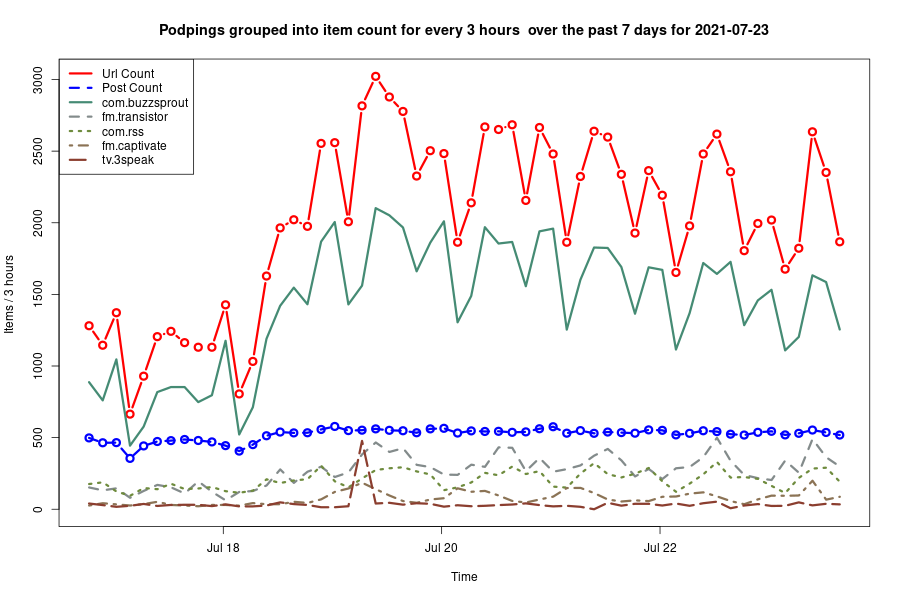 Podpings grouped into item count for every 3 hours  over the past 7 days for 2021-07-23
Url Count
Post Count
com.buzzsprout
fm.transistor
com.rss
fm.captivate
tv.3speak
Items / 3 hours
3000
2500
2000
1500
1000
500
0
Jul 18
Jul 20
Jul 22
Time